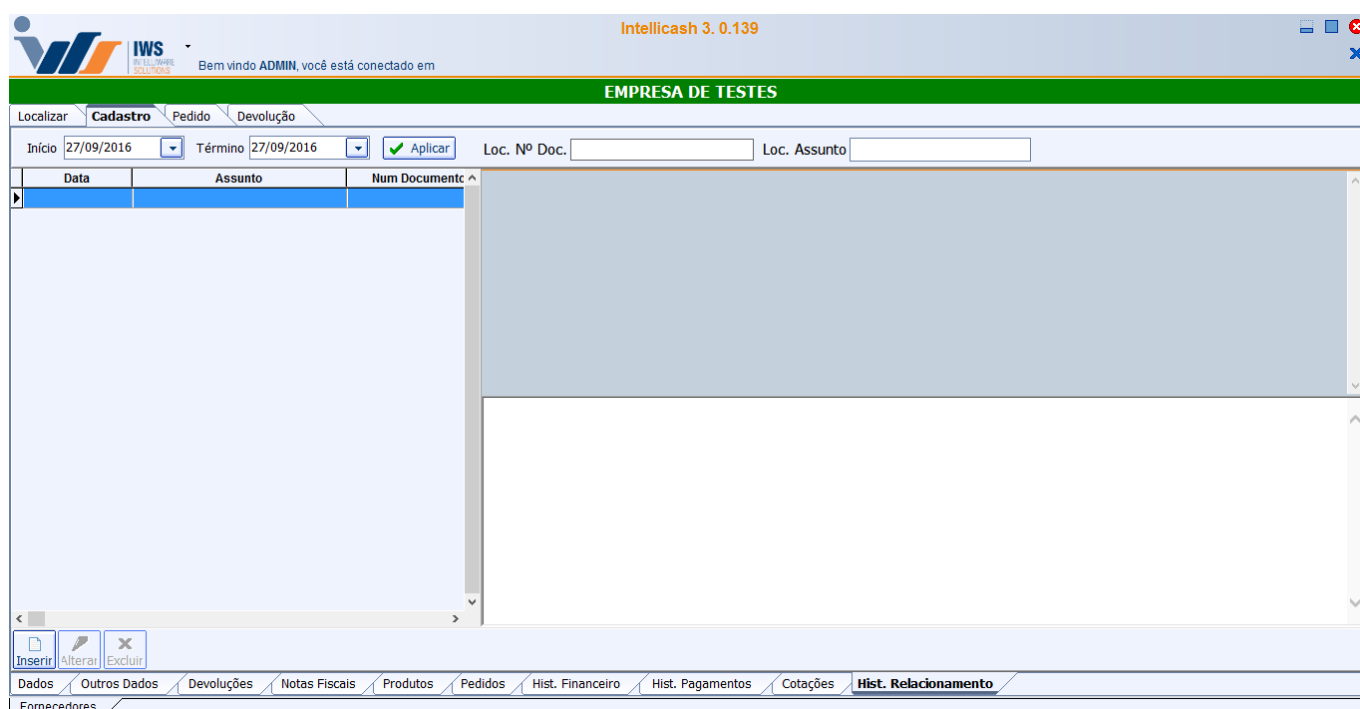 Intellicash 3. 0.139
IWS
INTELLIWARE
SOLUTIONS
Bem vindo ADMIN, você está conectado em
EMPRESA DE TESTES
Localizar Cadastro Pedido Devolução
Início 27/09/2016 Término 27/09/2016 Aplicar Loc. Nº Doc. Loc. Assunto
Data Assunto Num Documento
Inserir Alterar Excluir
Dados Outros Dados Devoluções Notas Fiscais Produtos Pedidos Hist. Financeiro Hist. Pagamentos Cotações Hist. Relacionamento
Fornecedores